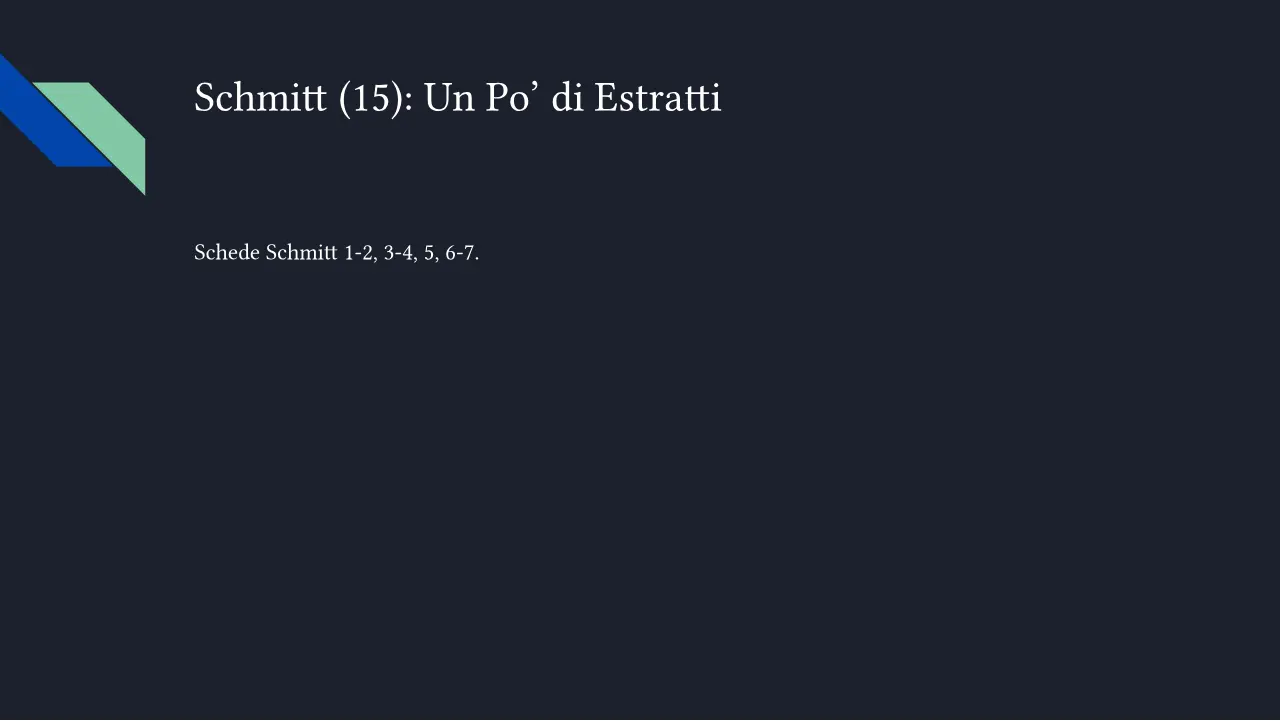 Schmitt (15): Un Po’ di Estratti
Schede Schmitt 1-2, 3-4, 5, 6-7.